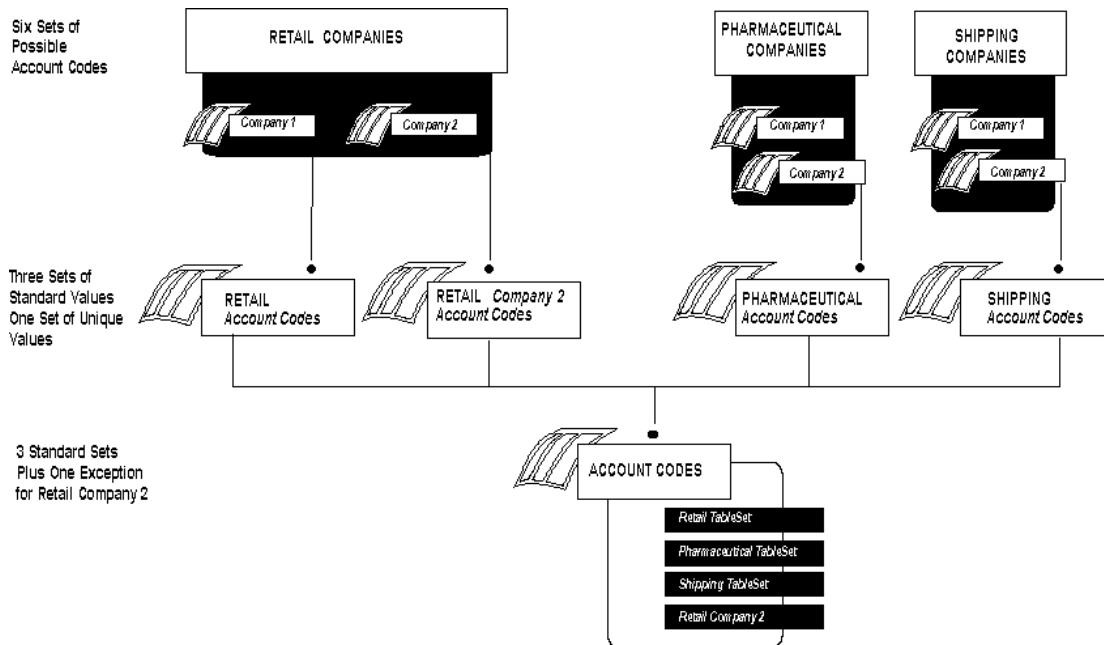 Six Sets of
Possible
Account Codes
RETAIL COMPANIES
PHARMACEUTICAL
COMPANIES
SHIPPING
COMPANIES
Company 1
Company 2
Company 1
Company 2
Company 1
Company 2
Three Sets of
Standard Values
One Set of Unique
Values
RETAIL
Account Codes
RETAIL Company 2
Account Codes
PHARMACEUTICAL
Account Codes
SHIPPING
Account Codes
3 Standard Sets
Plus One Exception
for Retail Company 2
ACCOUNT CODES
Retail TableSet
Pharmaceutical TableSet
Shipping TableSet
Retail Company 2